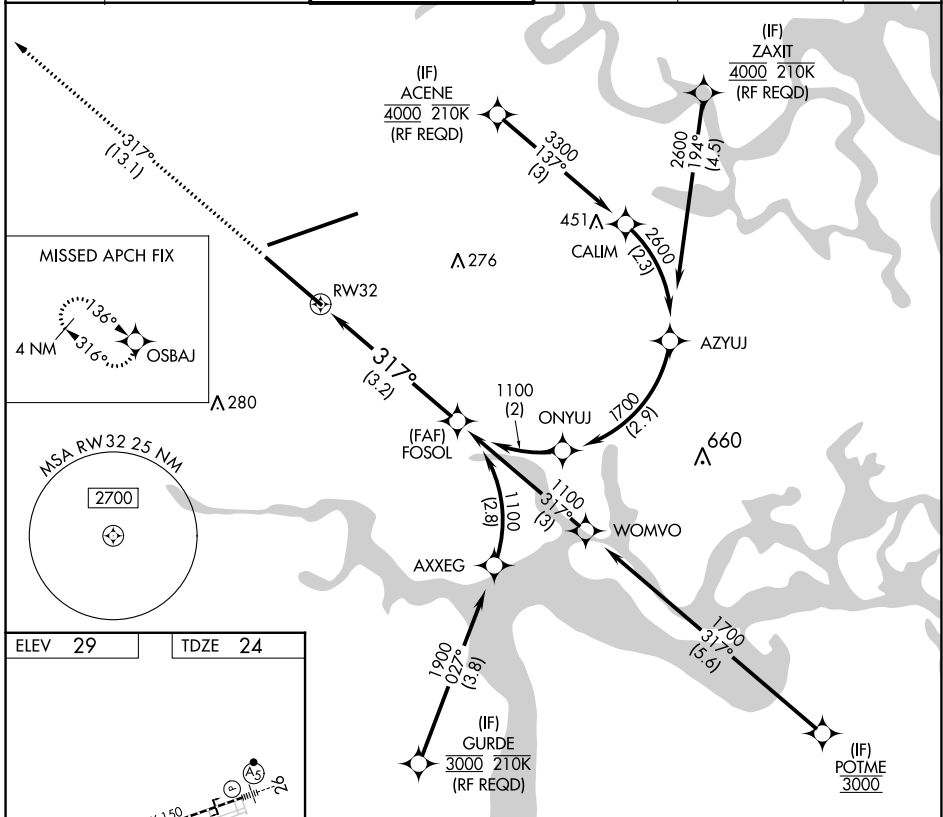 (IF)
ZAXIT
4000 210K
(RF REQD)
(IF)
ACENE
4000 210K
(RF REQD)
317°
(13.1)
3300
137°
(3)
2600
194°
(4.5)
451
CALIM
2600
(2.3)
276
MISSED APCH FIX
136°
316°
4 NM
OSBAJ
RW32
AZYUJ
317°
(3.2)
280
1100
(2)
ONYUJ
1700
(2.9)
(FAF)
FOSOL
660
MSA RW32 25 NM
2700
1100
(2.8)
1100
317°
(3)
WOMVO
AXXEG
1900
027°
(3.8)
1700
317°
(5.6)
ELEV 29
TDZE 24
(IF)
GURDE
3000 210K
(RF REQD)
(IF)
POTME
3000
P
A5
26
150